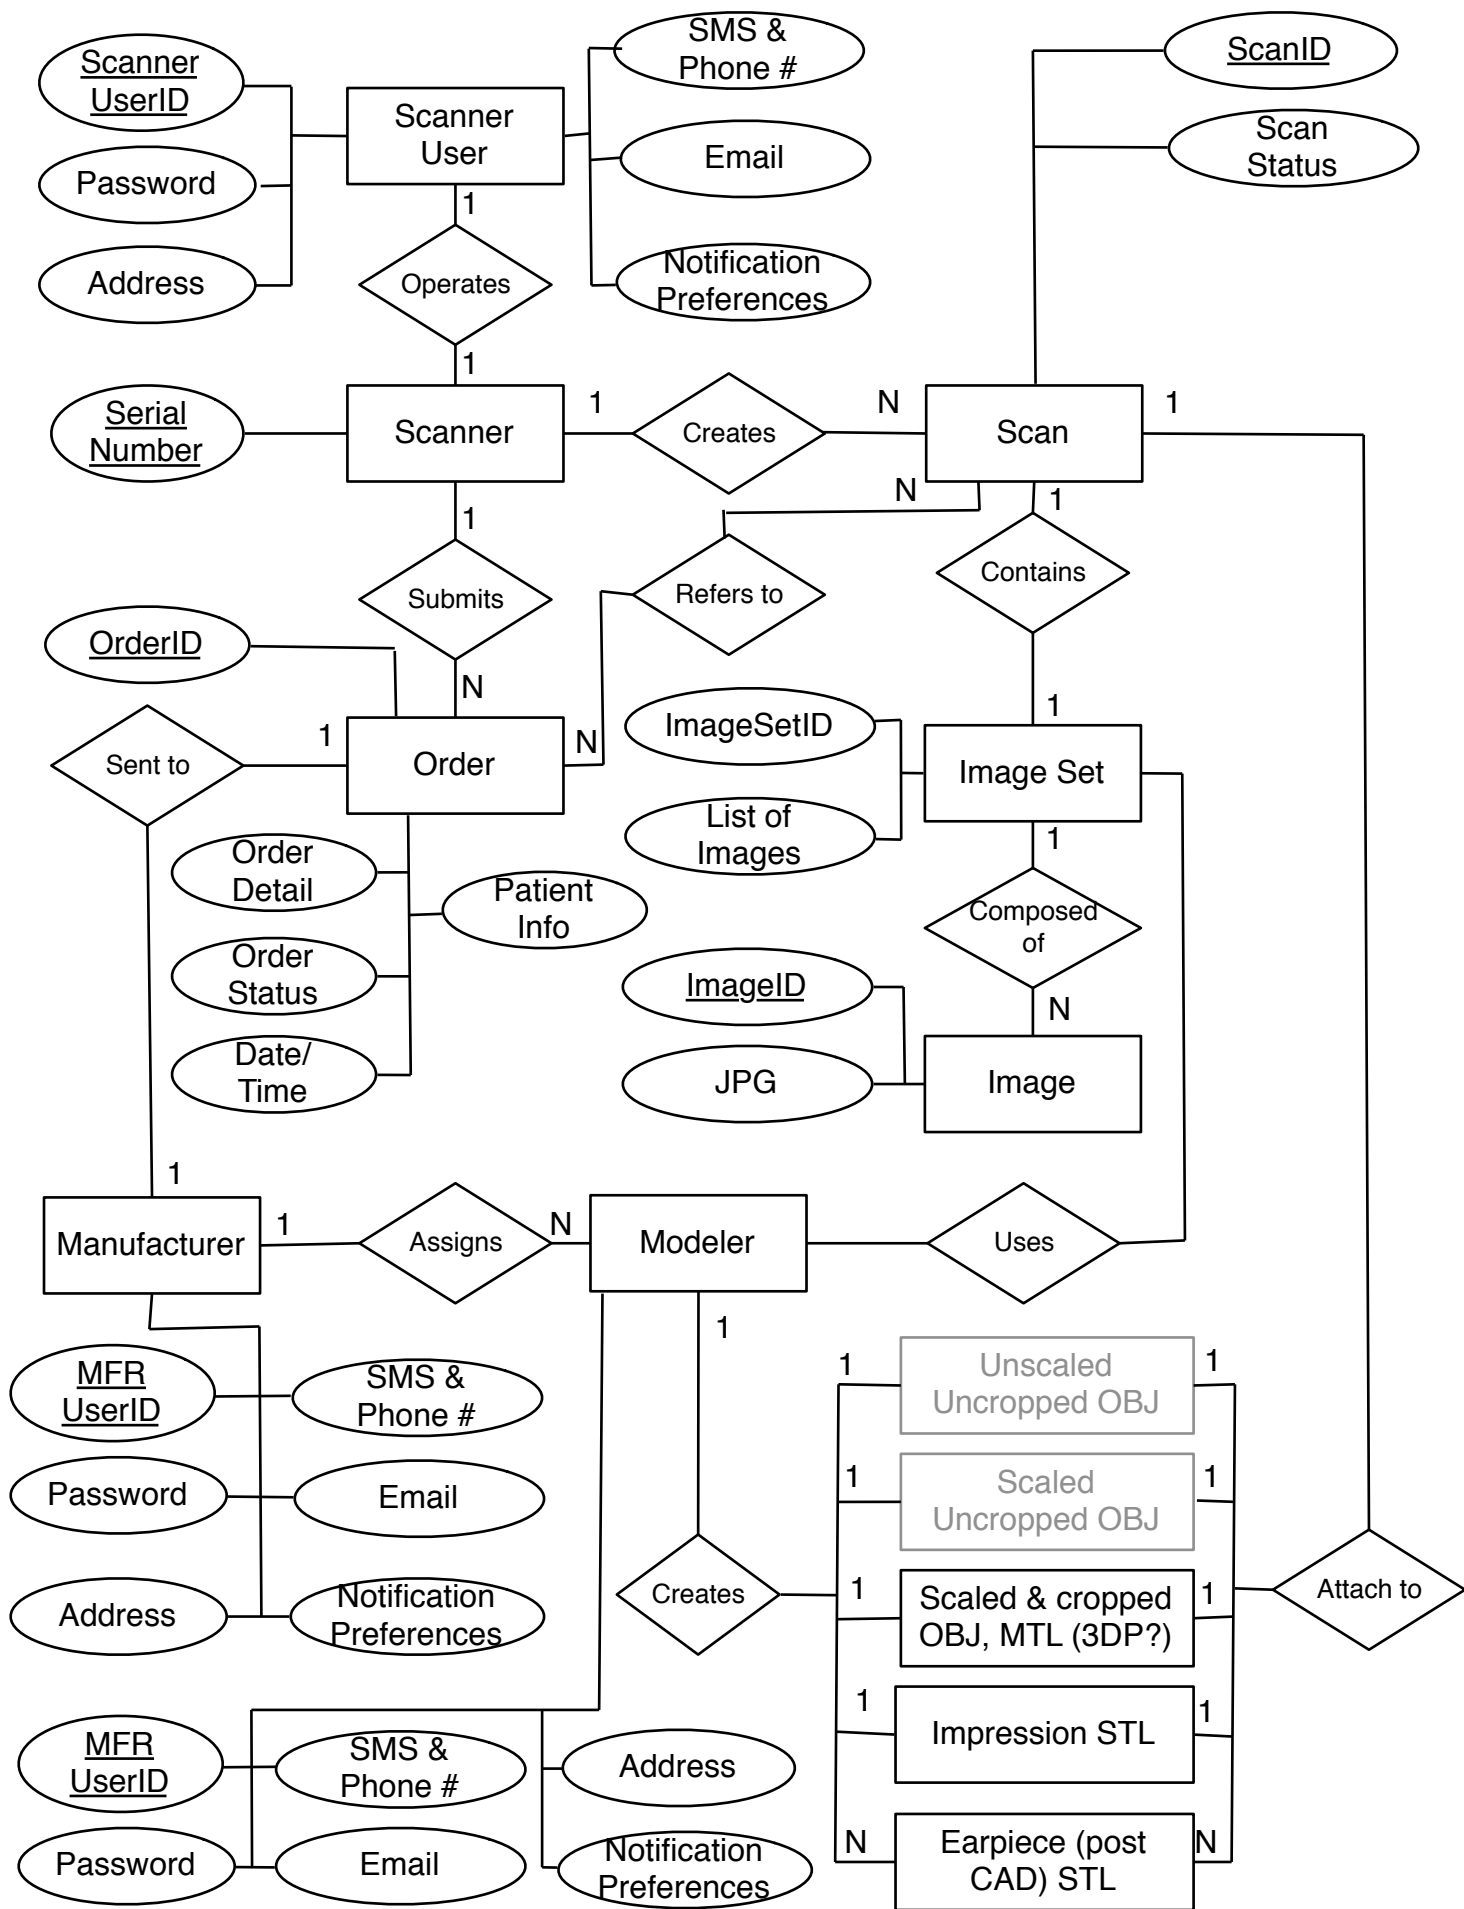 Scanner
UserID
Password
Address
Scanner
User
SMS &
Phone #
Email
Notification
Preferences
ScanID
Scan
Status
1
Operates
1
Serial
Number
Scanner
1
Creates
N
Scan
1
1
Submits
N
N
Refers to
N
1
Contains
1
OrderID
Sent to
1
Order
Order
Detail
Patient
Info
Order
Status
Date/
Time
ImageSetID
List of
Images
Image Set
1
Composed
of
N
ImageID
JPG
Image
1
Manufacturer
1
Assigns
N
Modeler
Uses
1
MFR
UserID
SMS &
Phone #
Password
Email
Address
Notification
Preferences
Creates
1
Unscaled
Uncropped OBJ
1
1
Scaled
Uncropped OBJ
1
1
Scaled & cropped
OBJ, MTL (3DP?)
1
1
Impression STL
1
N
Earpiece (post
CAD) STL
N
Attach to
MFR
UserID
SMS &
Phone #
Address
Password
Email
Notification
Preferences